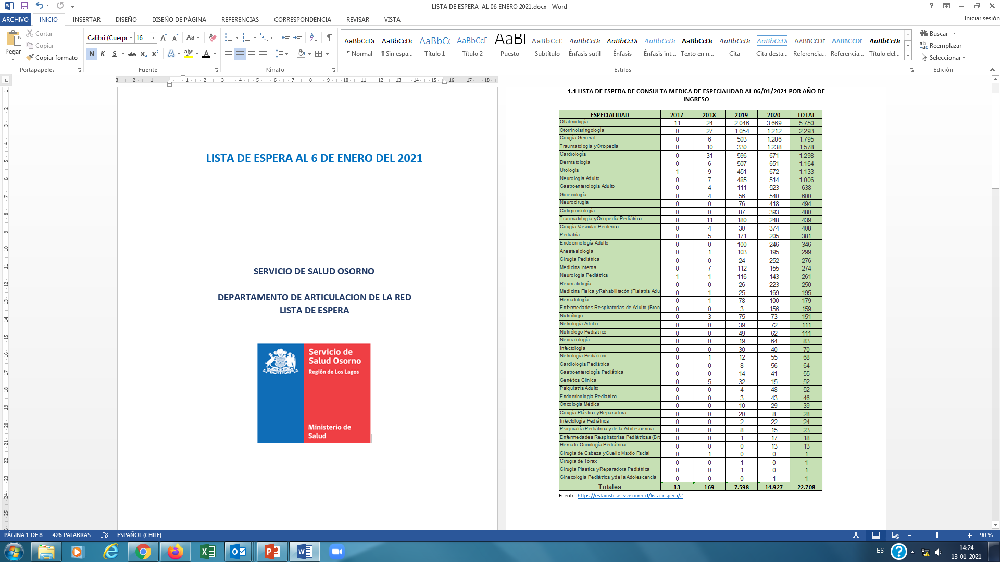 LISTA DE ESPERA  AL 06 ENERO 2021.docx - Word
ARCHIVO INICIO INSERTAR DISEÑO DISEÑO DE PÁGINA REFERENCIAS CORRESPONDENCIA REVISAR VISTA Iniciar sesión
Pegar
Cortar
Copiar
Copiar formato
Portapapeles
Calibri (Cuerpo 16
N K S abc x₂ x²
Fuente
Párrafo
AaBbCcDc AaBbCcDc AaBbCc AaBbCcD AaBl AaBbCcD AaBbCcDc AaBbCcDc AaBbCcDc AaBbCcDc AaBbCcDc AaBbCcDc AABBCCDE AABBCCDE AaBbCcDc
¶ Normal ¶ Sin espa... Título 1 Título 2 Puesto Subtítulo Énfasis sutil Énfasis Énfasis int... Texto en n... Cita Cita desta... Referencia... Referencia... Título del...
Estilos
Buscar
Reemplazar
Seleccionar
Edición
LISTA DE ESPERA AL 6 DE ENERO DEL 2021
SERVICIO DE SALUD OSORNO
DEPARTAMENTO DE ARTICULACION DE LA RED
LISTA DE ESPERA
Servicio de
Salud Osorno
Región de Los Lagos
Ministerio de
Salud
1.1 LISTA DE ESPERA DE CONSULTA MEDICA DE ESPECIALIDAD AL 06/01/2021 POR AÑO DE
INGRESO
ESPECIALIDAD 2017 2018 2019 2020 TOTAL
Oftalmología 11 24 2.046 3.669 5.750
Otorrinolaringología 0 27 1.054 1.212 2.293
Cirugía General 0 6 503 1.286 1.795
Traumatología yOrtopedia 0 10 330 1.238 1.578
Cardiología 0 31 596 671 1.298
Dermatología 0 6 507 651 1.164
Urología 1 9 451 672 1.133
Neurología Adulto 0 7 485 514 1.006
Gastroenterología Adulto 0 4 111 523 638
Ginecología 0 4 56 540 600
Neurocirugía 0 0 76 418 494
Coloproctología 0 0 87 393 480
Traumatología yOrtopedia Pediátrica 0 11 180 248 439
Cirugía Vascular Periferica 0 4 30 374 408
Pediatría 0 5 171 205 381
Endocrinología Adulto 0 0 100 246 346
Anestesiología 0 1 103 195 299
Cirugía Pediátrica 0 0 24 252 276
Medicina Interna 0 7 112 155 274
Neurología Pediátrica 1 1 116 143 261
Reumatología 0 0 26 223 250
Medicina Fisica yRehabilitacón (Fisiatría Adu 0 1 25 169 195
Hematología 0 1 78 100 179
Enfermedades Respiratorias de Adulto (Bron 0 0 3 156 159
Nutriólogo 0 3 75 73 151
Nefrología Adulto 0 0 39 72 111
Nutriólogo Pediátrico 0 0 49 62 111
Neonatología 0 0 19 64 83
Infectología 0 0 30 40 70
Nefrología Pediátrico 0 1 12 55 68
Cardiología Pediátrica 0 0 8 56 64
Gastroenterología Pediátrica 0 0 14 41 55
Genética Clínica 0 5 32 15 52
Psiquiatría Adulto 0 0 4 48 52
Endocrinología Pediatríca 0 0 3 43 46
Oncología Médica 0 0 10 29 39
Cirugía Plástica yReparadora 0 0 20 8 28
Infectología Pediátrica 0 0 2 22 24
Psiquiatría Pediátrica y de la Adolescencia 0 0 8 15 23
Enfermedades Respiratorias Pediátricas (Bro 0 0 1 17 18
Hemato-Oncología Pediátrica 0 0 0 13 13
Cirugía de Cabeza yCuello Maxilo Facial 0 1 0 0 1
Cirugía de Tórax 0 0 1 0 1
Cirugía Plastica yReparadora Pediátrica 0 0 1 0 1
Ginecología Pediátrica yde la Adolescencia 0 0 0 1 1
Totales 13 169 7.598 14.927 22.708
Fuente: https://estadisticas.ssosorno.cl/lista_espera/#
PÁGINA 1 DE 8 426 PALABRAS ESPAÑOL (CHILE) 90 %
ES
14:24
13-01-2021